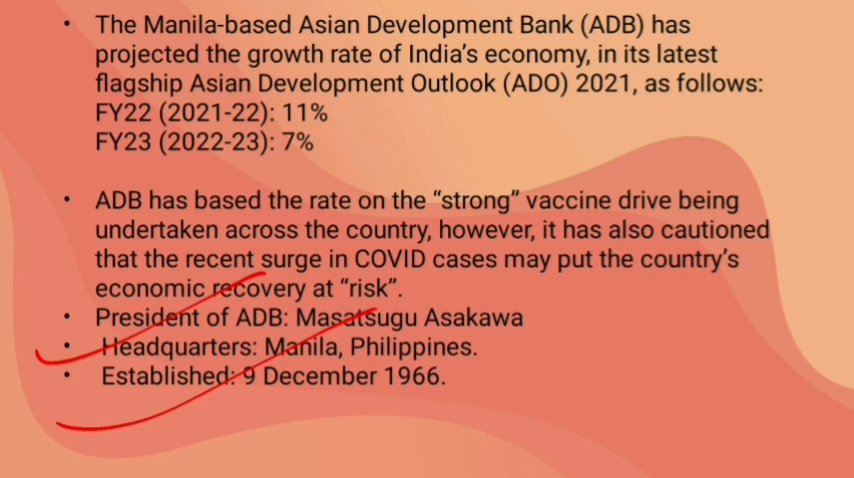 • The Manila-based Asian Development Bank (ADB) has
projected the growth rate of India's economy, in its latest
flagship Asian Development Outlook (ADO) 2021, as follows:
FY22 (2021-22): 11%
FY23 (2022-23): 7%
• ADB has based the rate on the “strong” vaccine drive being
undertaken across the country, however, it has also cautioned
that the recent surge in COVID cases may put the country's
economic recovery at “risk”.
• President of ADB: Masatsugu Asakawa
• Headquarters: Manila, Philippines.
• Established: 9 December 1966.